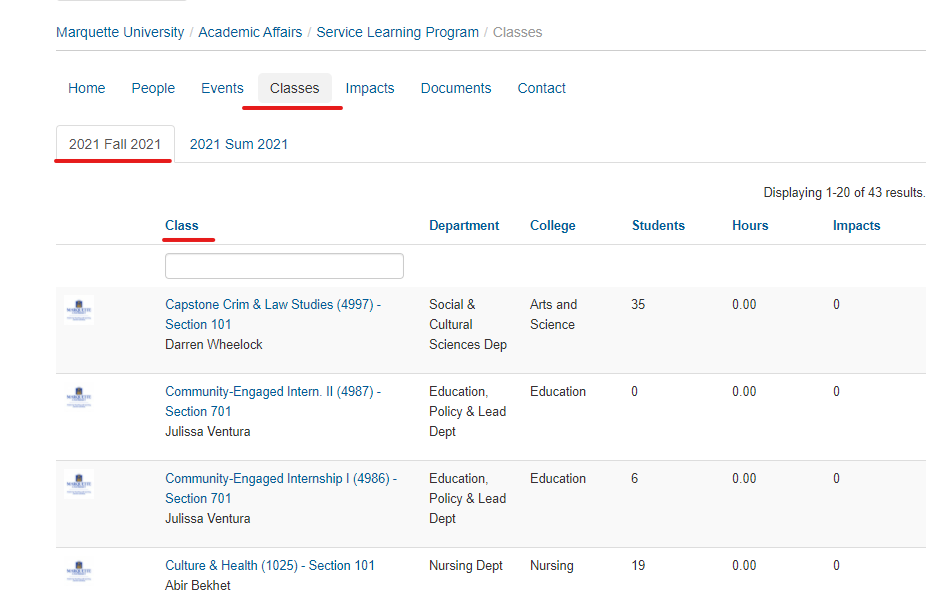 Marquette University / Academic Affairs / Service Learning Program / Classes
Home People Events Classes Impacts Documents Contact
2021 Fall 2021 2021 Sum 2021
Displaying 1-20 of 43 results.
Class Department College Students Hours Impacts
Capstone Crim & Law Studies (4997) - Social & Arts and 35 0.00 0
Section 101 Cultural Science
Darren Wheelock Sciences Dep
Community-Engaged Intern. II (4987) - Education, Education 0 0.00 0
Section 701 Policy & Lead
Julissa Ventura Dept
Community-Engaged Internship I (4986) - Education, Education 6 0.00 0
Section 701 Policy & Lead
Julissa Ventura Dept
Culture & Health (1025) - Section 101 Nursing Dept Nursing 19 0.00 0
Abir Bekhet